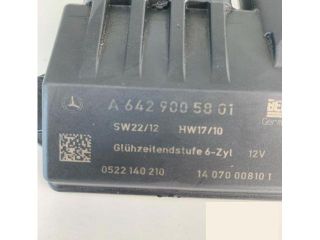 A 642 900 58 01
SW22/12 HW17/10
Glühzeitendstufe 6-Zyl 12V
0522 140 210 14 070 00810 1